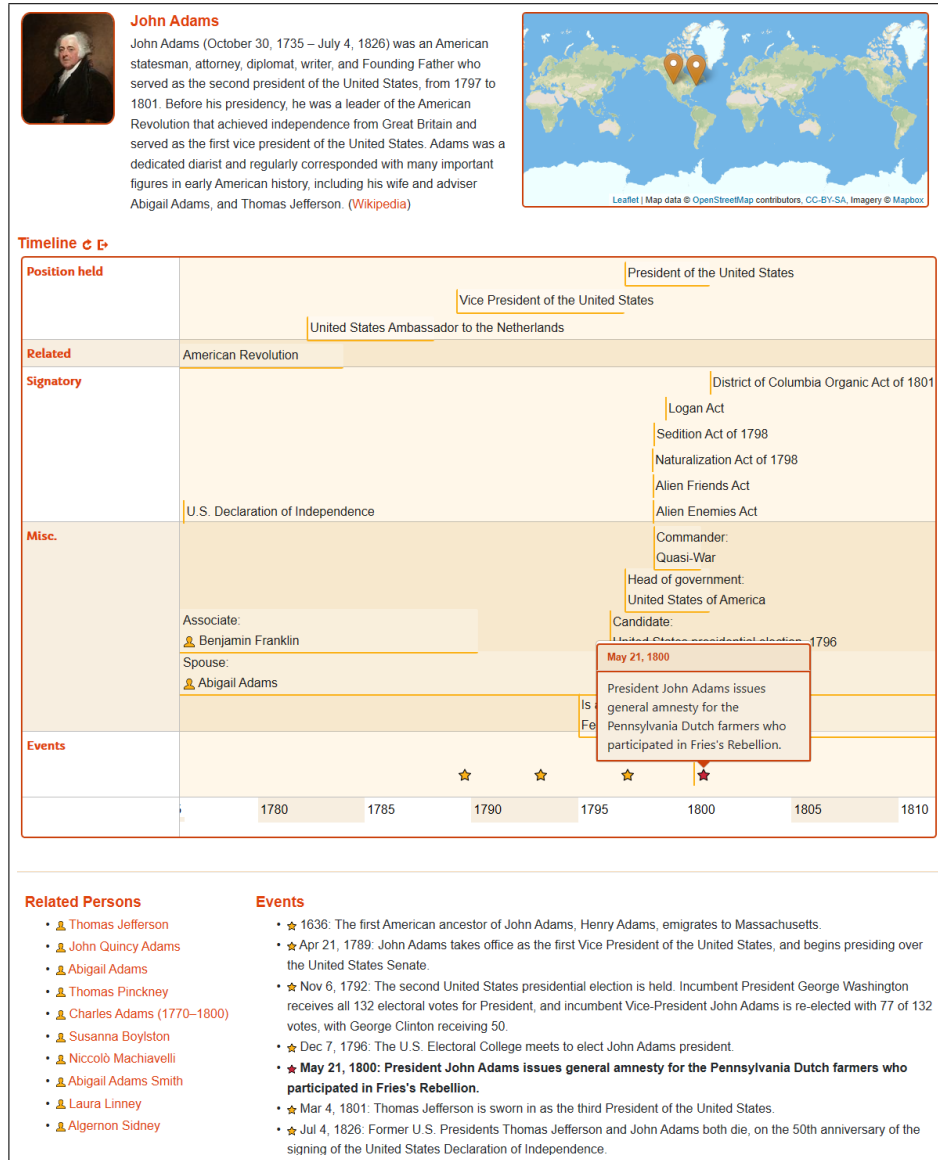 John Adams
John Adams (October 30, 1735 – July 4, 1826) was an American
statesman, attorney, diplomat, writer, and Founding Father who
served as the second president of the United States, from 1797 to
1801. Before his presidency, he was a leader of the American
Revolution that achieved independence from Great Britain and
served as the first vice president of the United States. Adams was a
dedicated diarist and regularly corresponded with many important
figures in early American history, including his wife and adviser
Abigail Adams, and Thomas Jefferson. (Wikipedia)
Leaflet | Map data © OpenStreetMap contributors, CC-BY-SA, Imagery © Mapbox
Timeline
Position held
President of the United States
Vice President of the United States
United States Ambassador to the Netherlands
Related
American Revolution
Signatory
District of Columbia Organic Act of 1801
Logan Act
Sedition Act of 1798
Naturalization Act of 1798
Alien Friends Act
U.S. Declaration of Independence
Alien Enemies Act
Misc.
Commander:
Quasi-War
Head of government:
United States of America
Associate:
Benjamin Franklin
Candidate:
United States presidential election, 1796
Spouse:
Abigail Adams
Is
Fe
May 21, 1800
President John Adams issues
general amnesty for the
Pennsylvania Dutch farmers who
participated in Fries's Rebellion.
Events
1780 1785 1790 1795 1800 1805 1810
Related Persons
• Thomas Jefferson
• John Quincy Adams
• Abigail Adams
• Thomas Pinckney
• Charles Adams (1770–1800)
• Susanna Boylston
• Niccolò Machiavelli
• Abigail Adams Smith
• Laura Linney
• Algernon Sidney
Events
• 1636: The first American ancestor of John Adams, Henry Adams, emigrates to Massachusetts.
• Apr 21, 1789: John Adams takes office as the first Vice President of the United States, and begins presiding over
the United States Senate.
• Nov 6, 1792: The second United States presidential election is held. Incumbent President George Washington
receives all 132 electoral votes for President, and incumbent Vice-President John Adams is re-elected with 77 of 132
votes, with George Clinton receiving 50.
• Dec 7, 1796: The U.S. Electoral College meets to elect John Adams president.
• May 21, 1800: President John Adams issues general amnesty for the Pennsylvania Dutch farmers who
participated in Fries's Rebellion.
• Mar 4, 1801: Thomas Jefferson is sworn in as the third President of the United States.
• Jul 4, 1826: Former U.S. Presidents Thomas Jefferson and John Adams both die, on the 50th anniversary of the
signing of the United States Declaration of Independence.